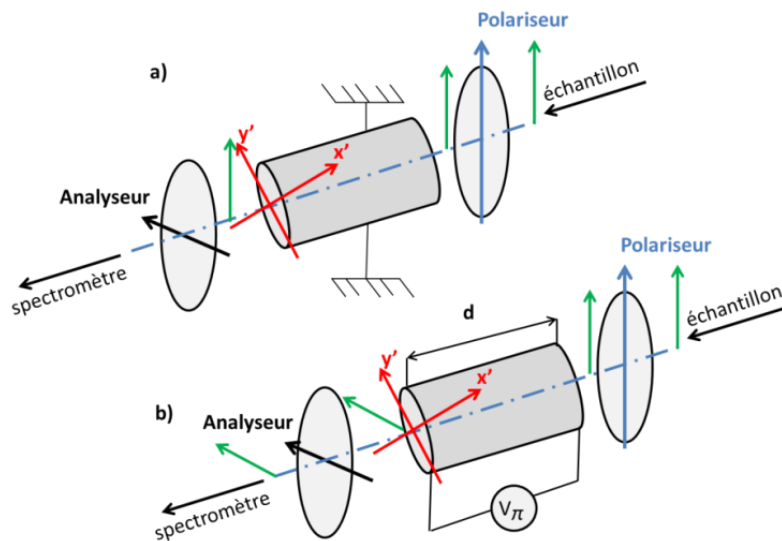 Polariseur
a)
échantillon
y'
x'
Analyseur
spectromètre
Polariseur
d
échantillon
y'
x'
b)
Analyseur
spectromètre
Vπ